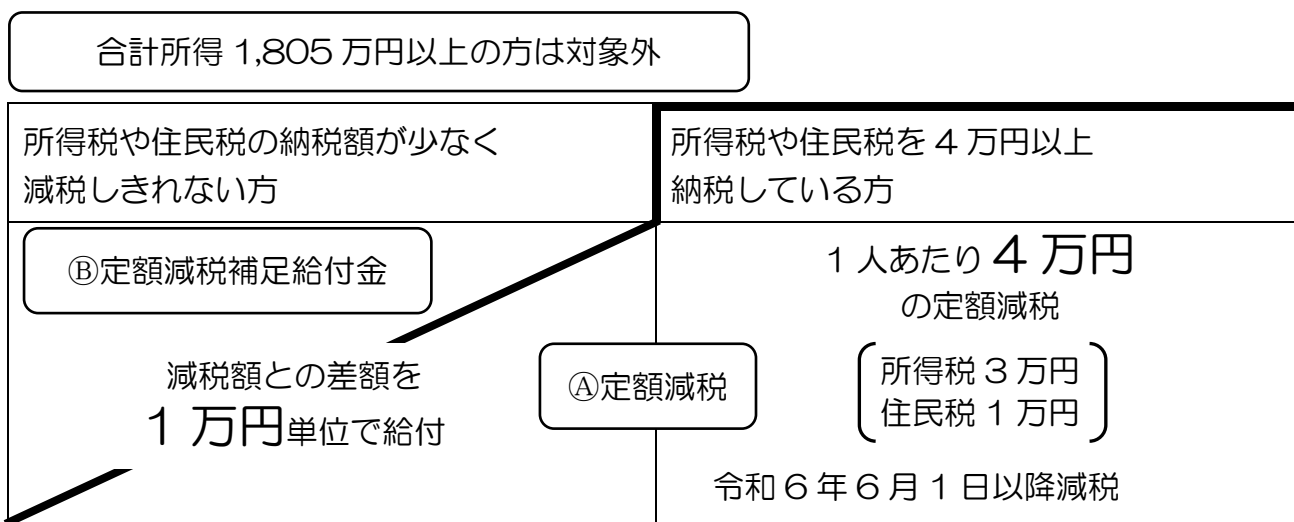 合計所得 1,805 万円以上の方は対象外
所得税や住民税の納税額が少なく
減税しきれない方
所得税や住民税を 4 万円以上
納税している方
Ⓑ定額減税補足給付金
減税額との差額を
1 万円単位で給付
Ⓐ定額減税
1 人あたり 4 万円
の定額減税
所得税 3 万円
住民税 1 万円
令和 6 年 6 月 1 日以降減税